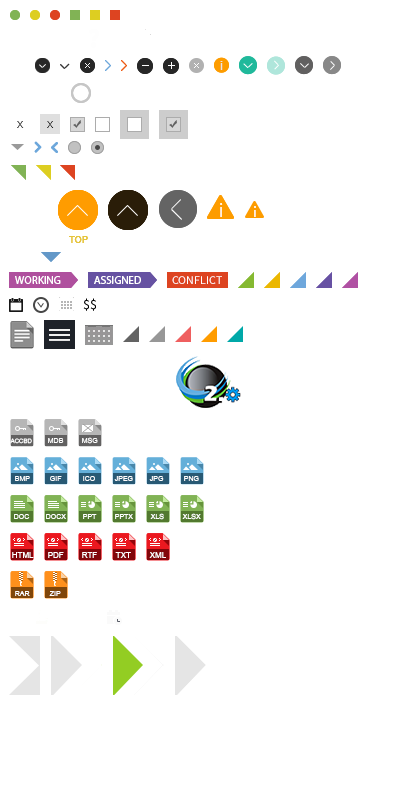 X X
TOP
WORKING ASSIGNED CONFLICT
$$
2.
ACCBD MDB MSG
BMP GIF ICO JPEG JPG PNG
DOC DOCX PPT PPTX XLS XLSX
HTML PDF RTF TXT XML
RAR ZIP